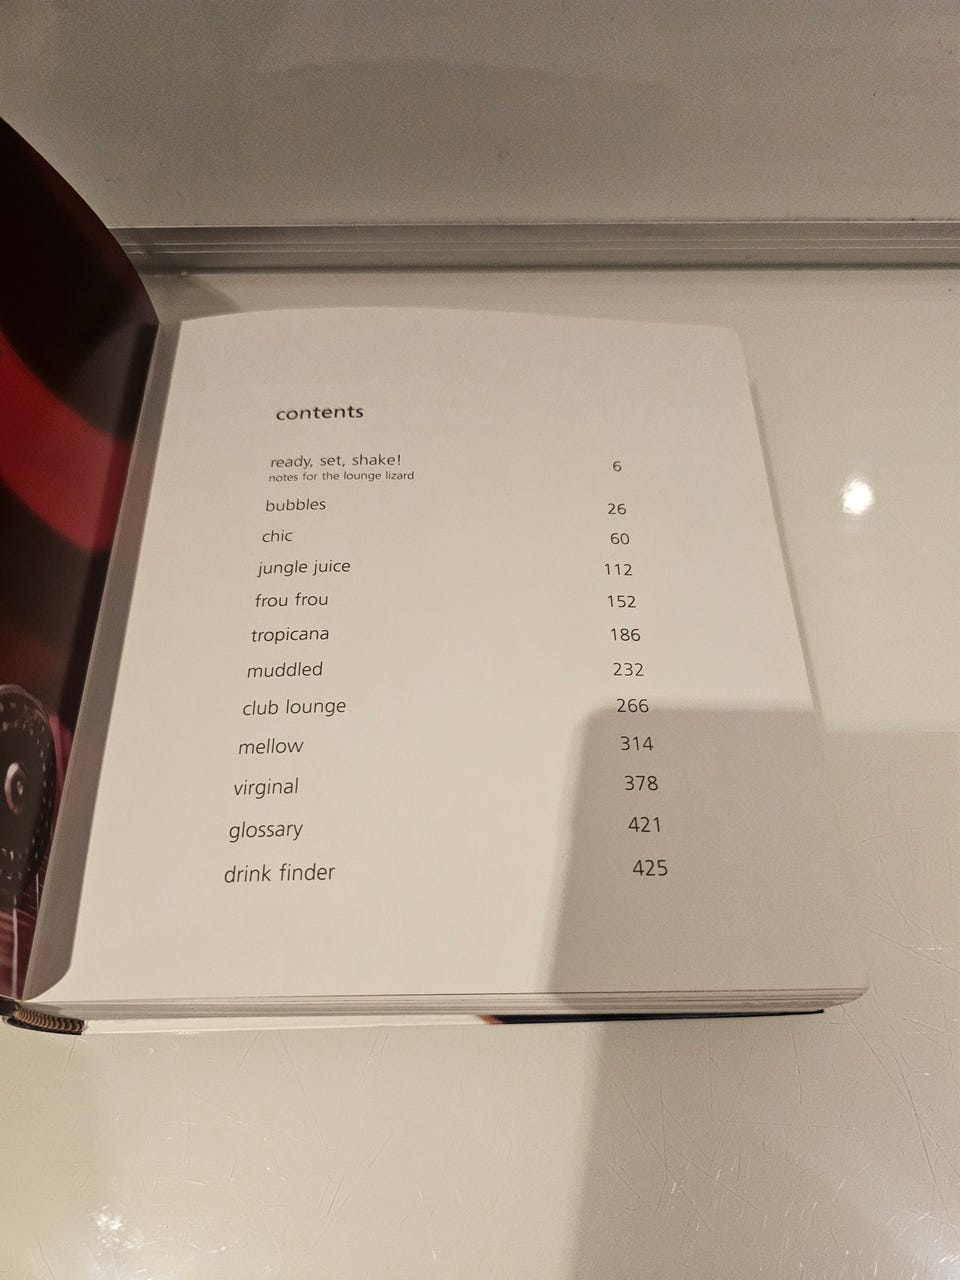 contents
ready, set, shake! 6
notes for the lounge lizard
bubbles 26
chic 60
jungle juice 112
frou frou 152
tropicana 186
muddled 232
club lounge 266
mellow 314
virginal 378
glossary 421
drink finder 425